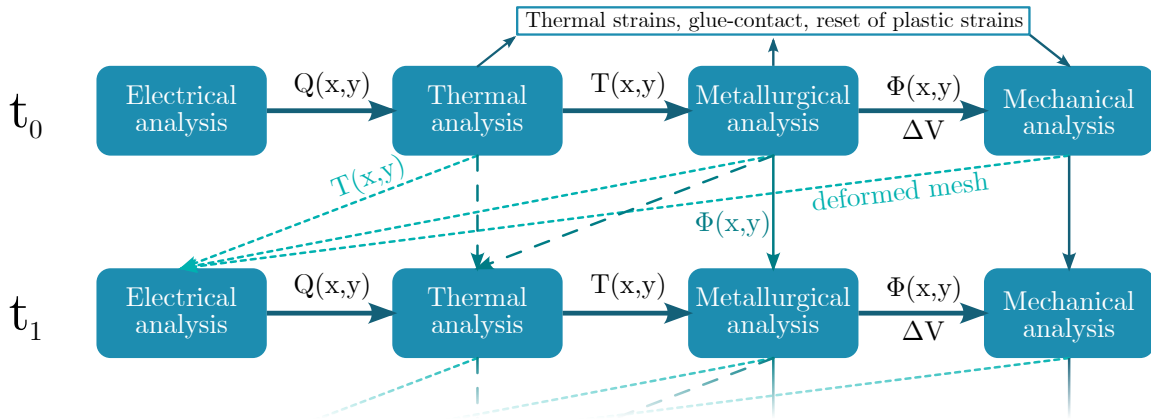 Thermal strains, glue-contact, reset of plastic strains
t0
Electrical
analysis
Q(x,y)
Thermal
analysis
T(x,y)
Metallurgical
analysis
Φ(x,y)
ΔV
Mechanical
analysis
T(x,y)
deformed mesh
Φ(x,y)
t1
Electrical
analysis
Q(x,y)
Thermal
analysis
T(x,y)
Metallurgical
analysis
Φ(x,y)
ΔV
Mechanical
analysis